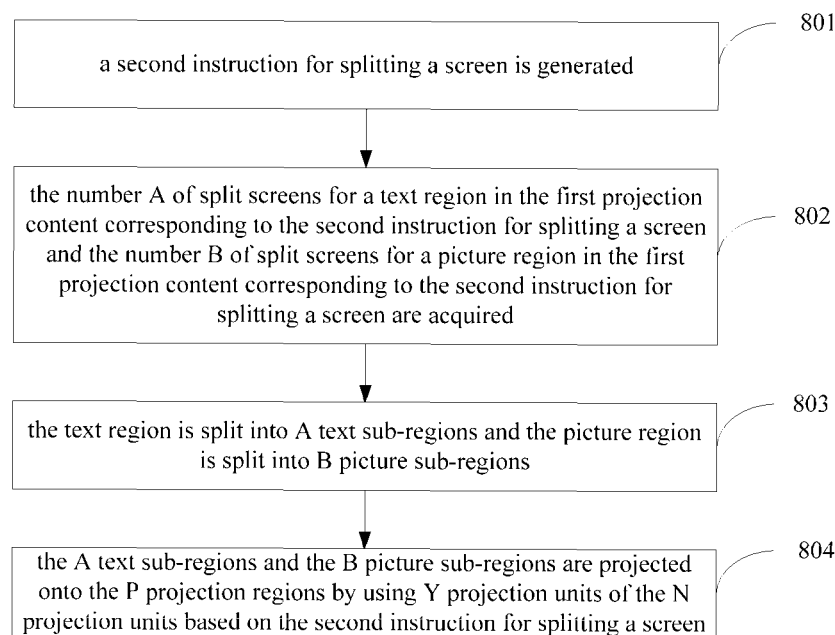 801
a second instruction for splitting a screen is generated
the number A of split screens for a text region in the first projection
content corresponding to the second instruction for splitting a screen
and the number B of split screens for a picture region in the first
projection content corresponding to the second instruction for
splitting a screen are acquired
802
803
the text region is split into A text sub-regions and the picture region
is split into B picture sub-regions
804
the A text sub-regions and the B picture sub-regions are projected
onto the P projection regions by using Y projection units of the N
projection units based on the second instruction for splitting a screen